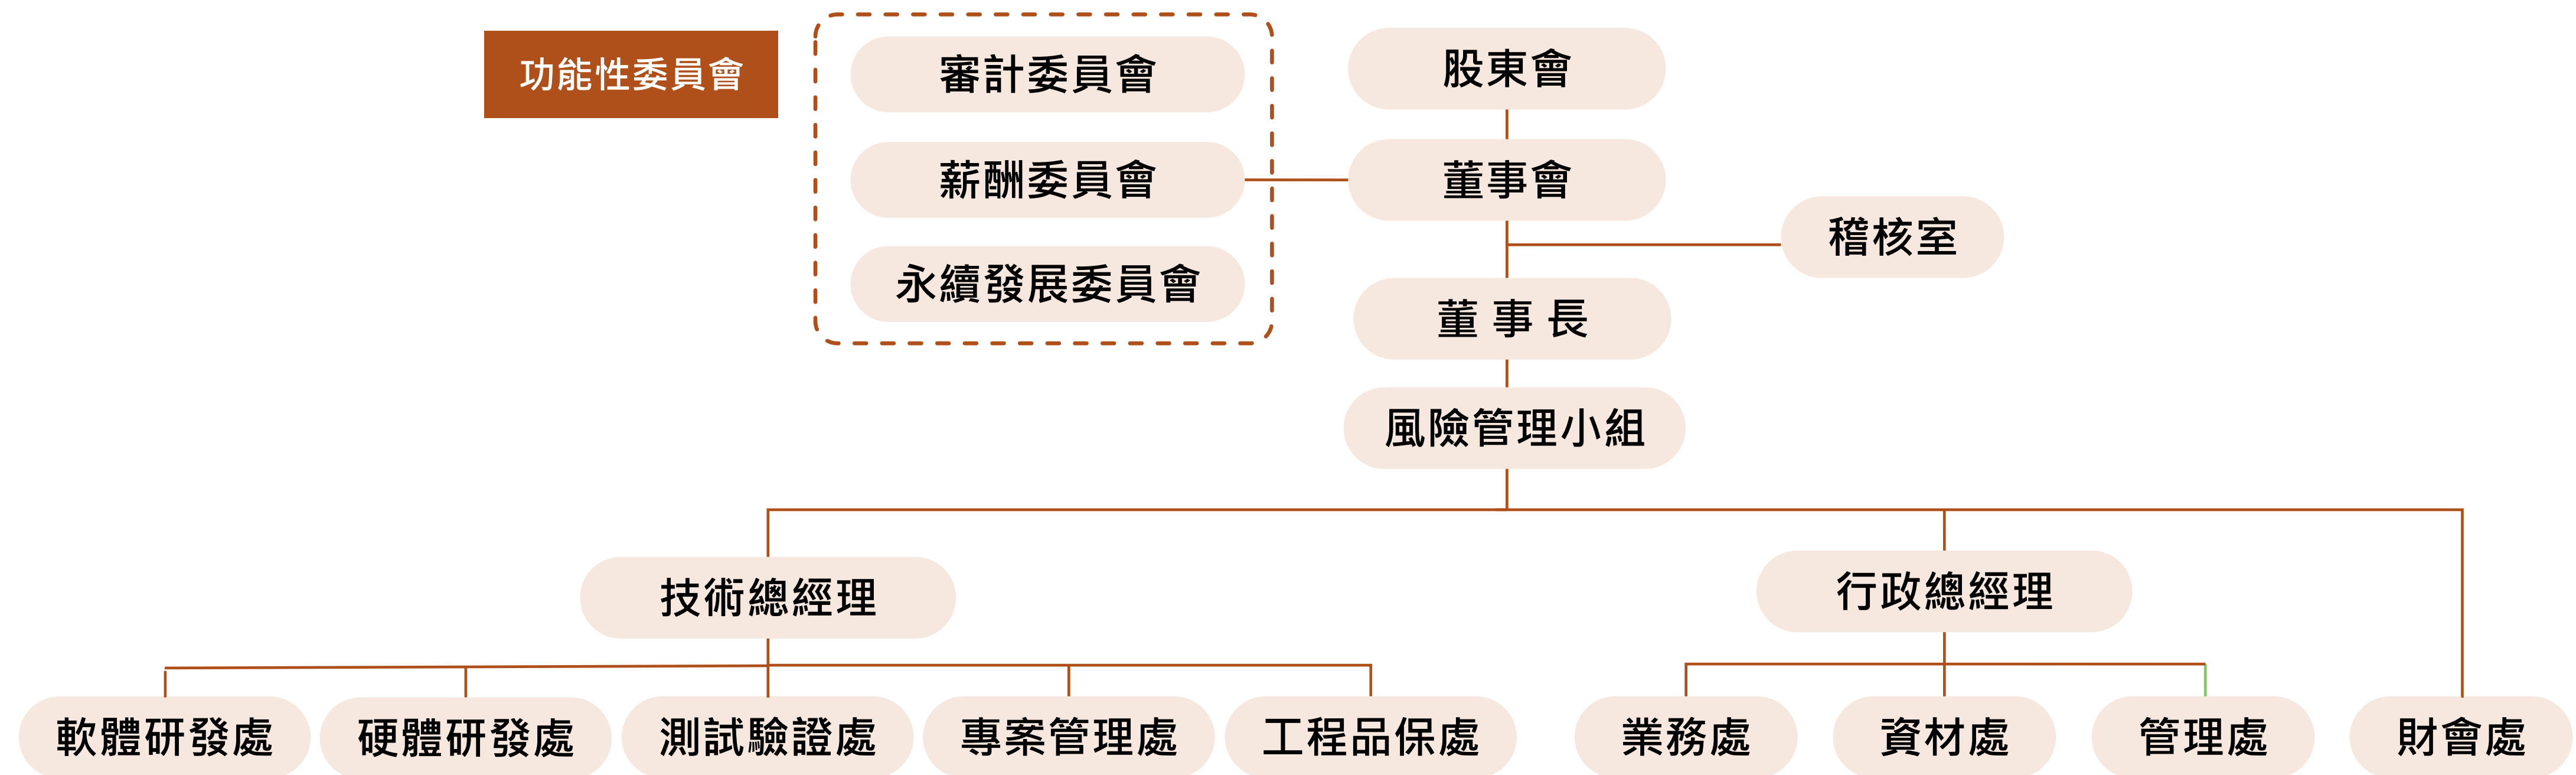 功能性委員會
審計委員會
薪酬委員會
永續發展委員會
股東會
董事會
稽核室
董事長
風險管理小組
技術總經理
行政總經理
軟體研發處
硬體研發處
測試驗證處
專案管理處
工程品保處
業務處
資材處
管理處
財會處